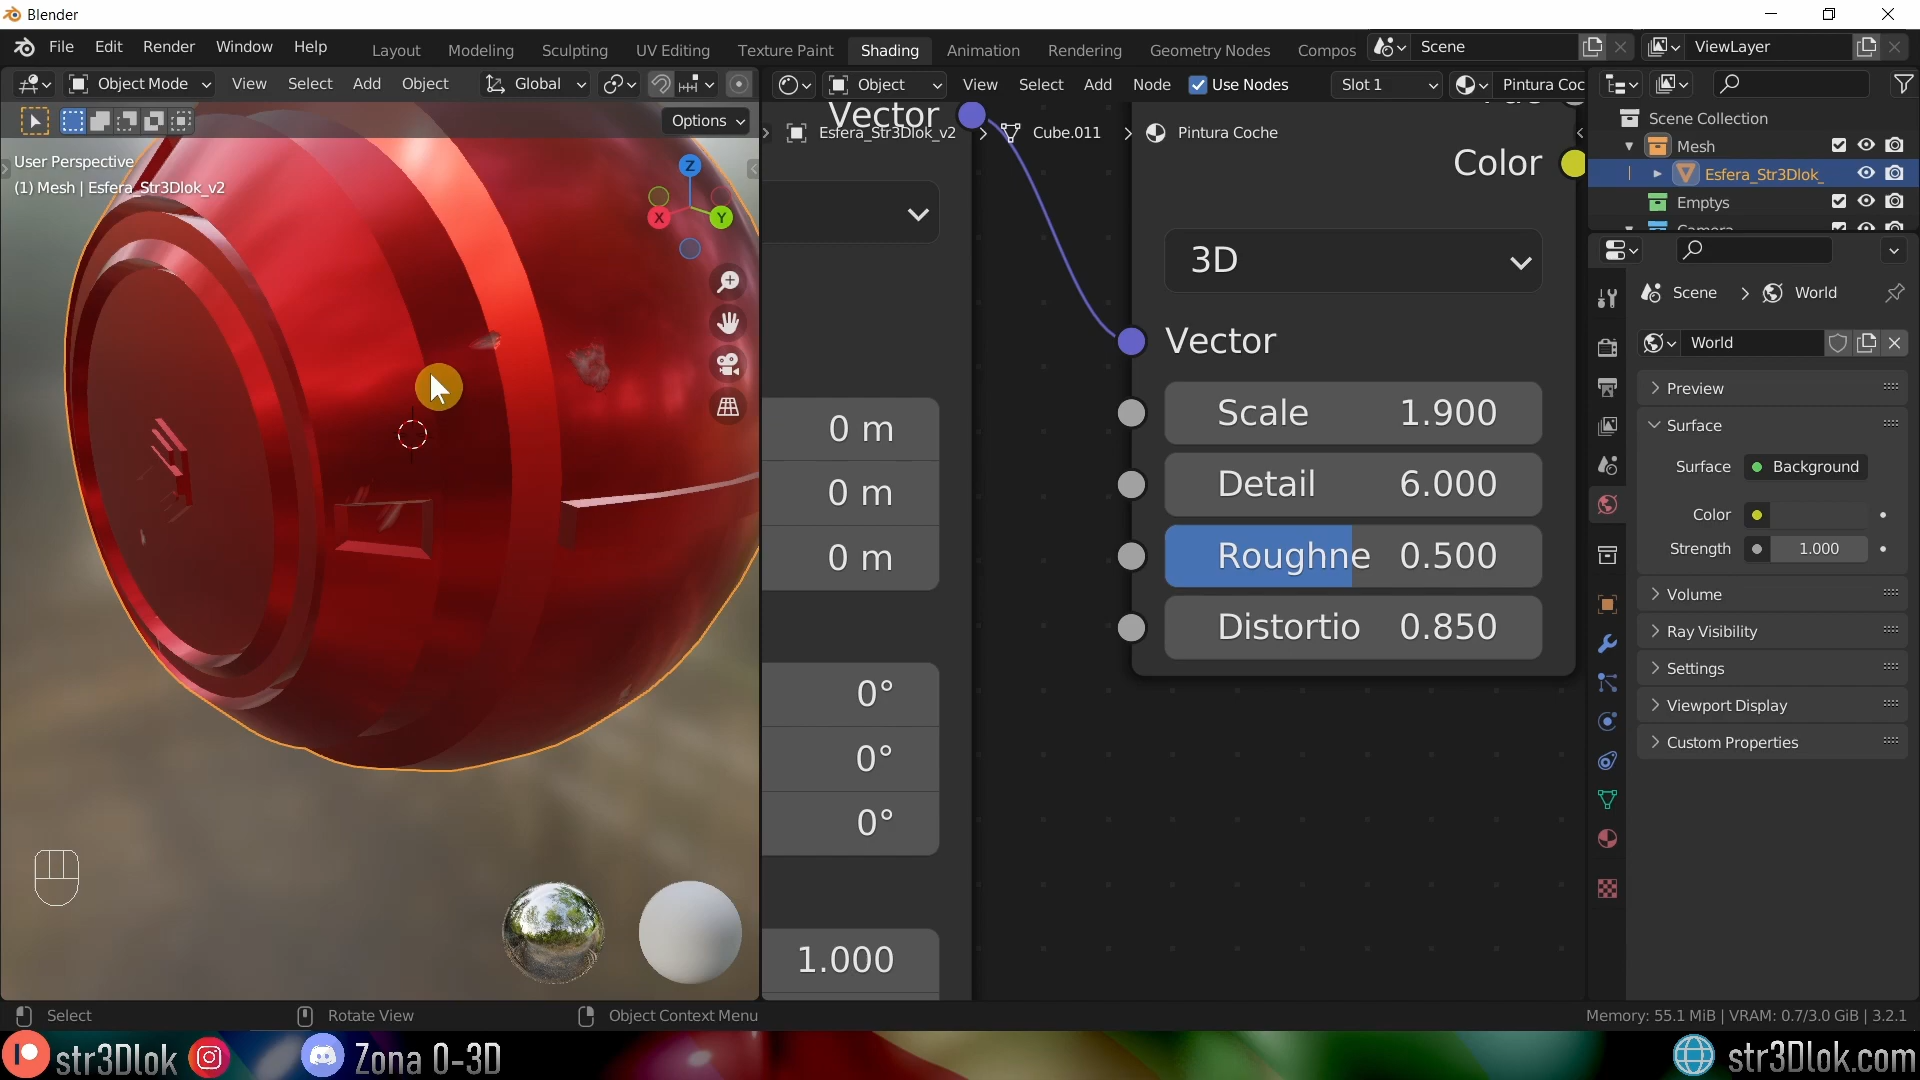 Blender
File Edit Render Window Help Layout Modeling Sculpting UV Editing Texture Paint Shading Animation Rendering Geometry Nodes Compos Scene ViewLayer
Object Mode View Select Add Object Global Object View Select Add Node Use Nodes Slot 1 Pintura Coc
Options
User Perspective
(1) Mesh | Esfera_Str3Dlok_v2
Z
X
Y
Vector
Esfera_Str3Dlok_v2 > Cube.011 > Pintura Coche
Color
3D
Vector
Scale 1.900
Detail 6.000
Roughne 0.500
Distortio 0.850
0 m
0 m
0 m
0°
0°
0°
1.000
Scene Collection
Mesh
Esfera_Str3Dlok_
Emptys
Scene > World
World
Preview
Surface
Surface Background
Color
Strength 1.000
Volume
Ray Visibility
Settings
Viewport Display
Custom Properties
Select Rotate View Object Context Menu Memory: 55.1 MiB | VRAM: 0.7/3.0 GiB | 3.2.1
str3Dlok Zona 0-3D str3Dlok.com